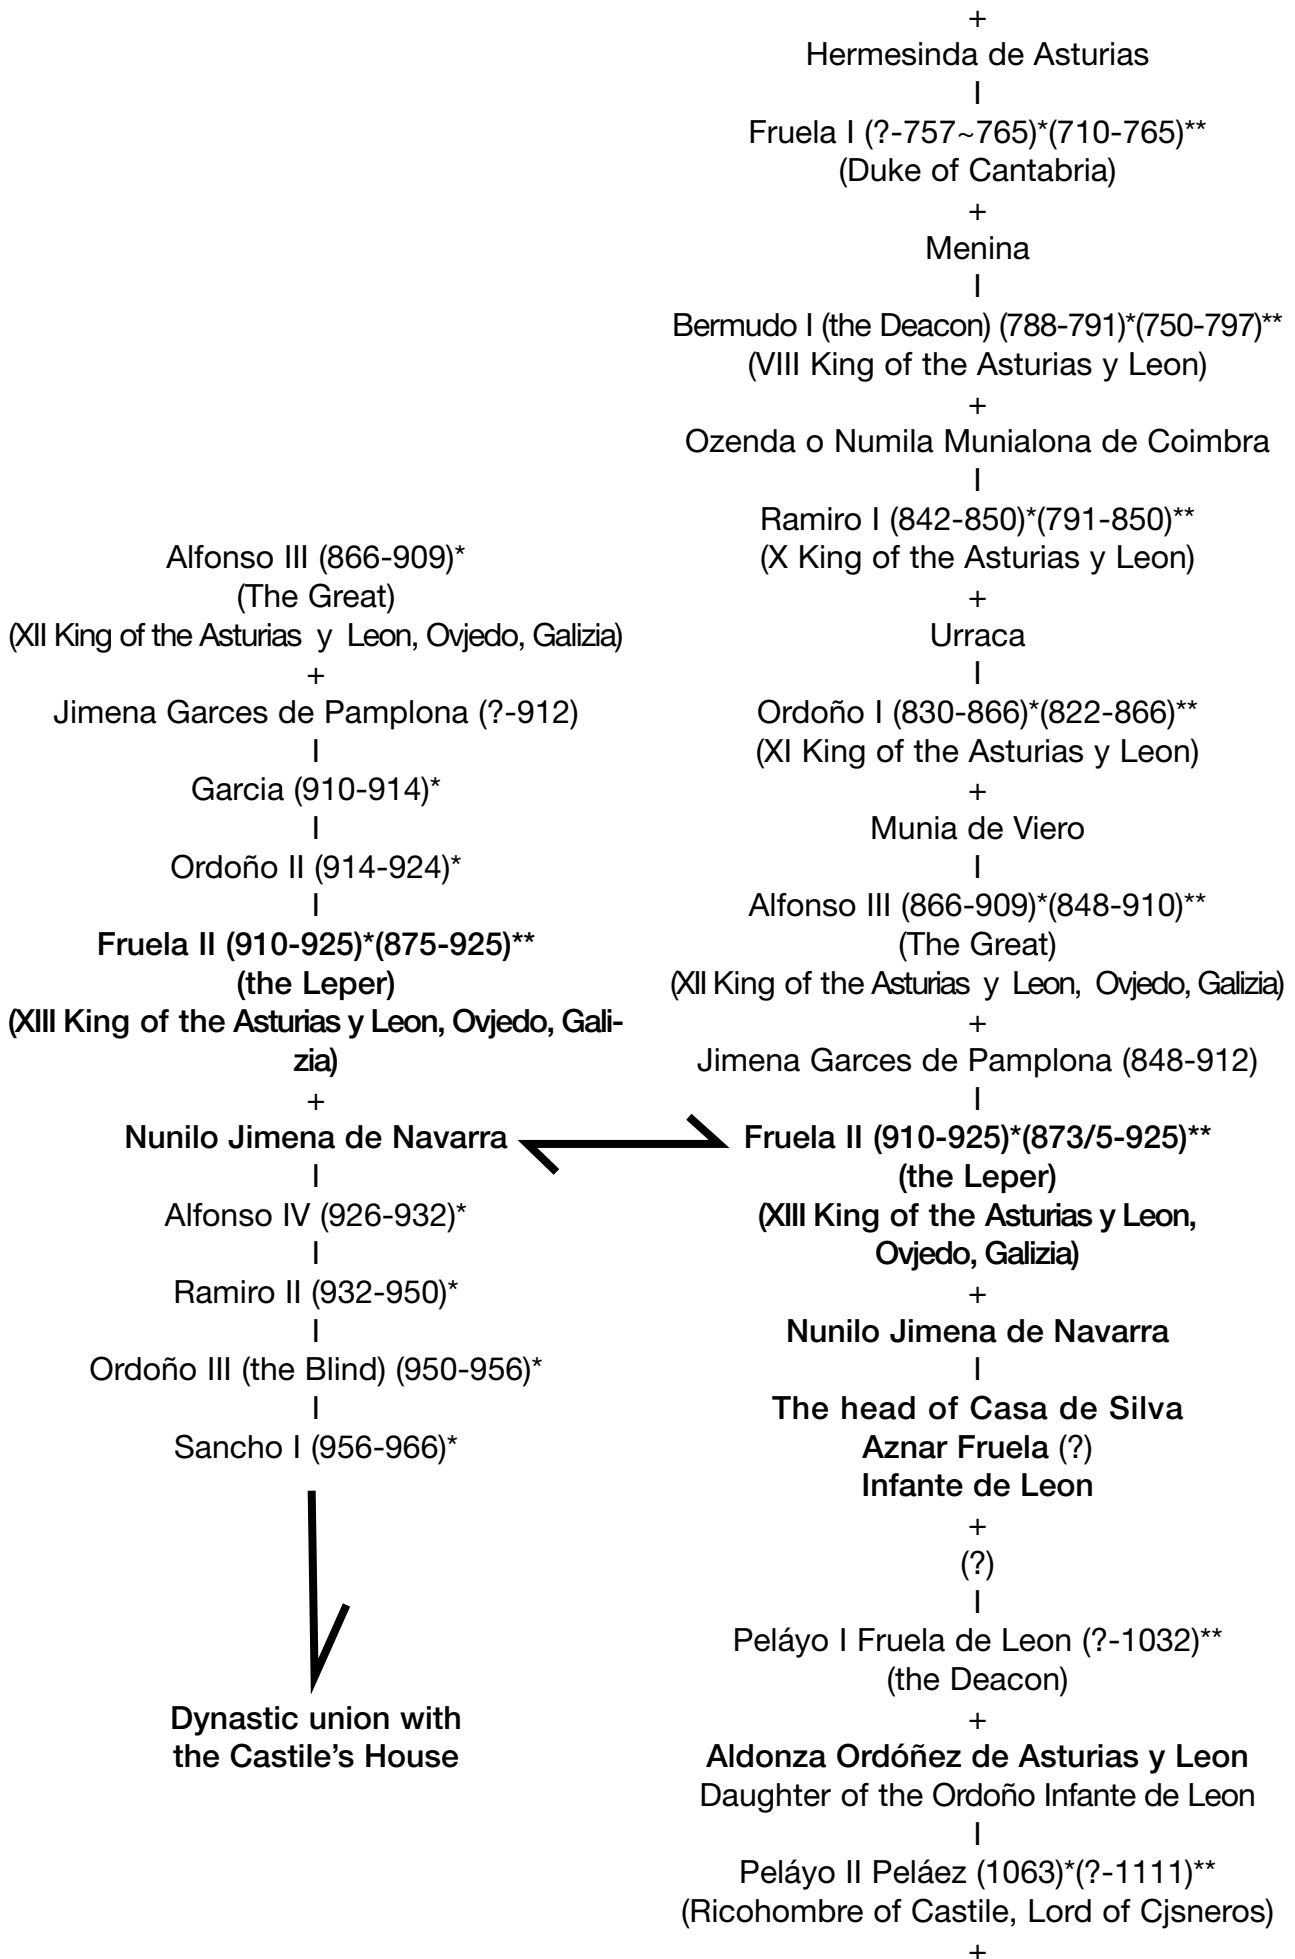 Alfonso III (866-909)*
(The Great)
(XII King of the Asturias y Leon, Ovjedo, Galizia)
+
Jimena Garces de Pamplona (?-912)
I
Garcia (910-914)*
I
Ordoño II (914-924)*
I
Fruela II (910-925)*(875-925)**
(the Leper)
(XIII King of the Asturias y Leon, Ovjedo, Gali-
zia)
+
Nunilo Jimena de Navarra
I
Alfonso IV (926-932)*
I
Ramiro II (932-950)*
I
Ordoño III (the Blind) (950-956)*
I
Sancho I (956-966)*
Dynastic union with
the Castile’s House
+
Hermesinda de Asturias
I
Fruela I (?-757~765)*(710-765)**
(Duke of Cantabria)
+
Menina
I
Bermudo I (the Deacon) (788-791)*(750-797)**
(VIII King of the Asturias y Leon)
+
Ozenda o Numila Munialona de Coimbra
I
Ramiro I (842-850)*(791-850)**
(X King of the Asturias y Leon)
+
Urraca
I
Ordoño I (830-866)*(822-866)**
(XI King of the Asturias y Leon)
+
Munia de Viero
I
Alfonso III (866-909)*(848-910)**
(The Great)
(XII King of the Asturias y Leon, Ovjedo, Galizia)
+
Jimena Garces de Pamplona (848-912)
I
Fruela II (910-925)*(873/5-925)**
(the Leper)
(XIII King of the Asturias y Leon,
Ovjedo, Galizia)
+
Nunilo Jimena de Navarra
I
The head of Casa de Silva
Aznar Fruela (?)
Infante de Leon
+
(?)
I
Peláyo I Fruela de Leon (?-1032)**
(the Deacon)
+
Aldonza Ordóñez de Asturias y Leon
Daughter of the Ordoño Infante de Leon
I
Peláyo II Peláez (1063)*(?-1111)**
(Ricohombre of Castile, Lord of Cjsneros)
+